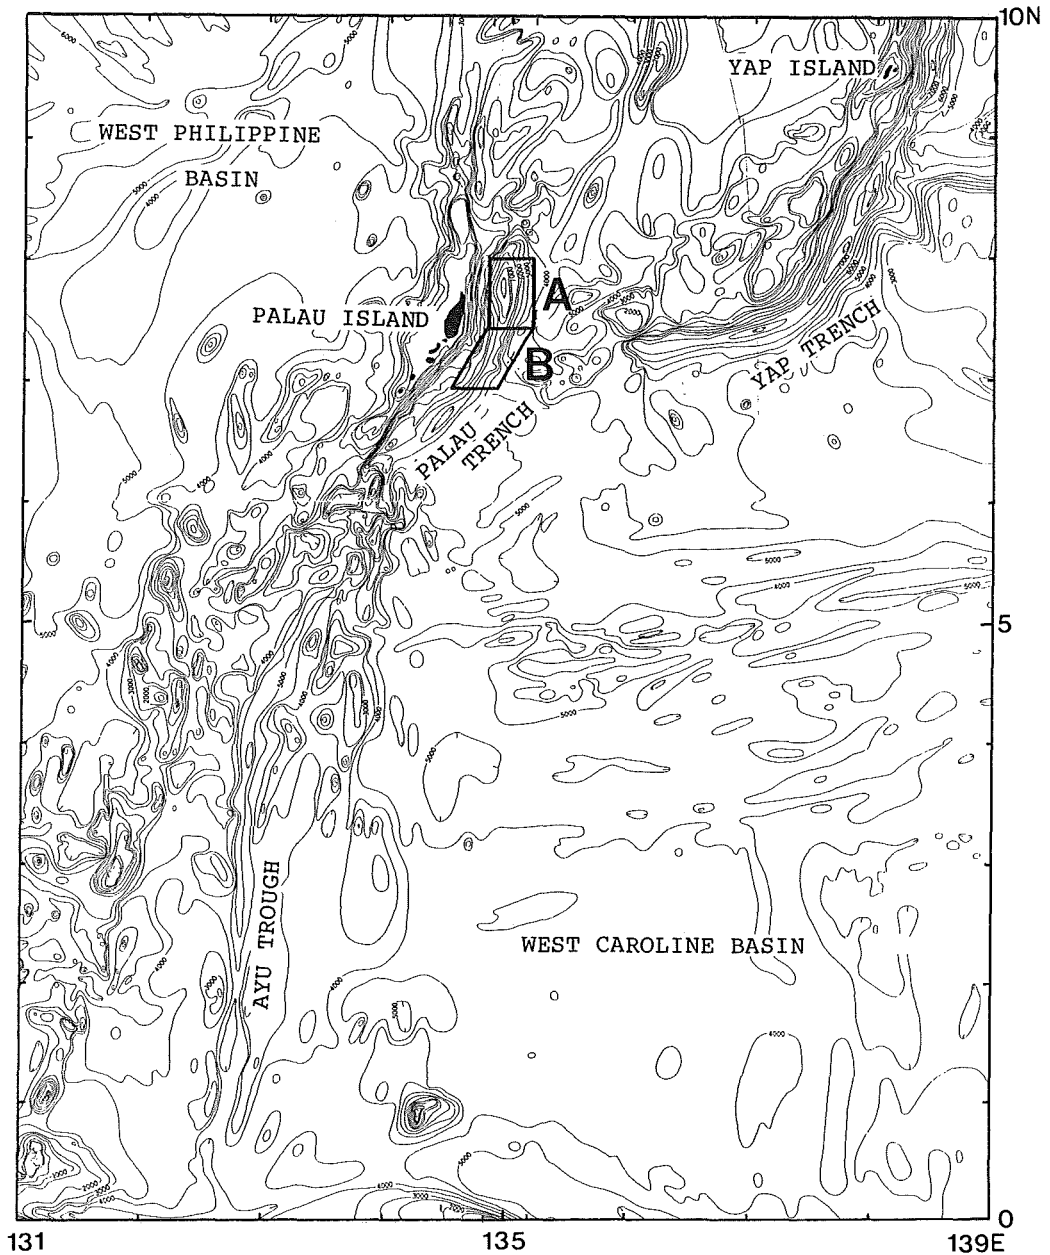 10N
YAP ISLAND
WEST PHILIPPINE
BASIN
PALAU ISLAND
A
B
YAP TRENCH
PALAU
TRENCH
5
AYU TROUGH
WEST CAROLINE BASIN
0
131
135
139E